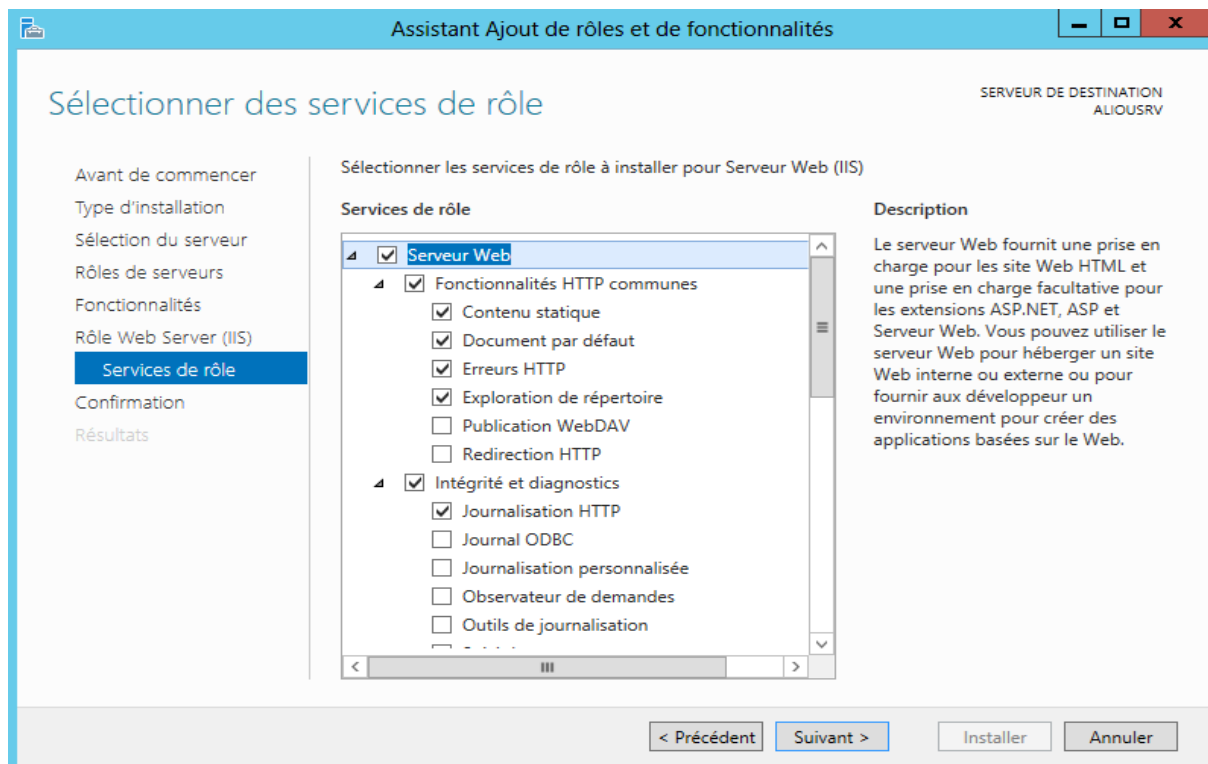 Assistant Ajout de rôles et de fonctionnalités
Sélectionner des services de rôle
SERVEUR DE DESTINATION
ALIOUSRV
Avant de commencer
Type d'installation
Sélection du serveur
Rôles de serveurs
Fonctionnalités
Rôle Web Server (IIS)
Services de rôle
Confirmation
Résultats
Sélectionner les services de rôle à installer pour Serveur Web (IIS)
Services de rôle
Serveur Web
Fonctionnalités HTTP communes
Contenu statique
Document par défaut
Erreurs HTTP
Exploration de répertoire
Publication WebDAV
Redirection HTTP
Intégrité et diagnostics
Journalisation HTTP
Journal ODBC
Journalisation personnalisée
Observateur de demandes
Outils de journalisation
Description
Le serveur Web fournit une prise en
charge pour les site Web HTML et
une prise en charge facultative pour
les extensions ASP.NET, ASP et
Serveur Web. Vous pouvez utiliser le
serveur Web pour héberger un site
Web interne ou externe ou pour
fournir aux développeur un
environnement pour créer des
applications basées sur le Web.
< Précédent
Suivant >
Installer
Annuler